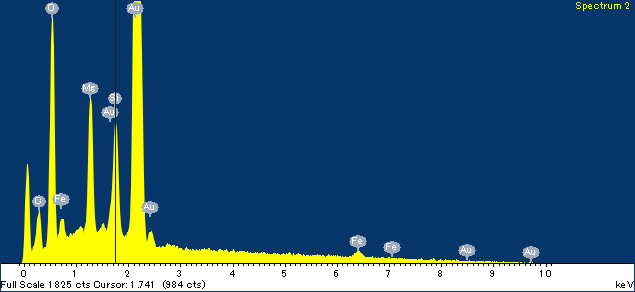 Spectrum 2
O Au
Mg
Si
Au
O Fe Au
Fe Fe Au Au
0 1 2 3 4 5 6 7 8 9 10
Full Scale 1825 cts Cursor: 1.741 (984 cts) keV